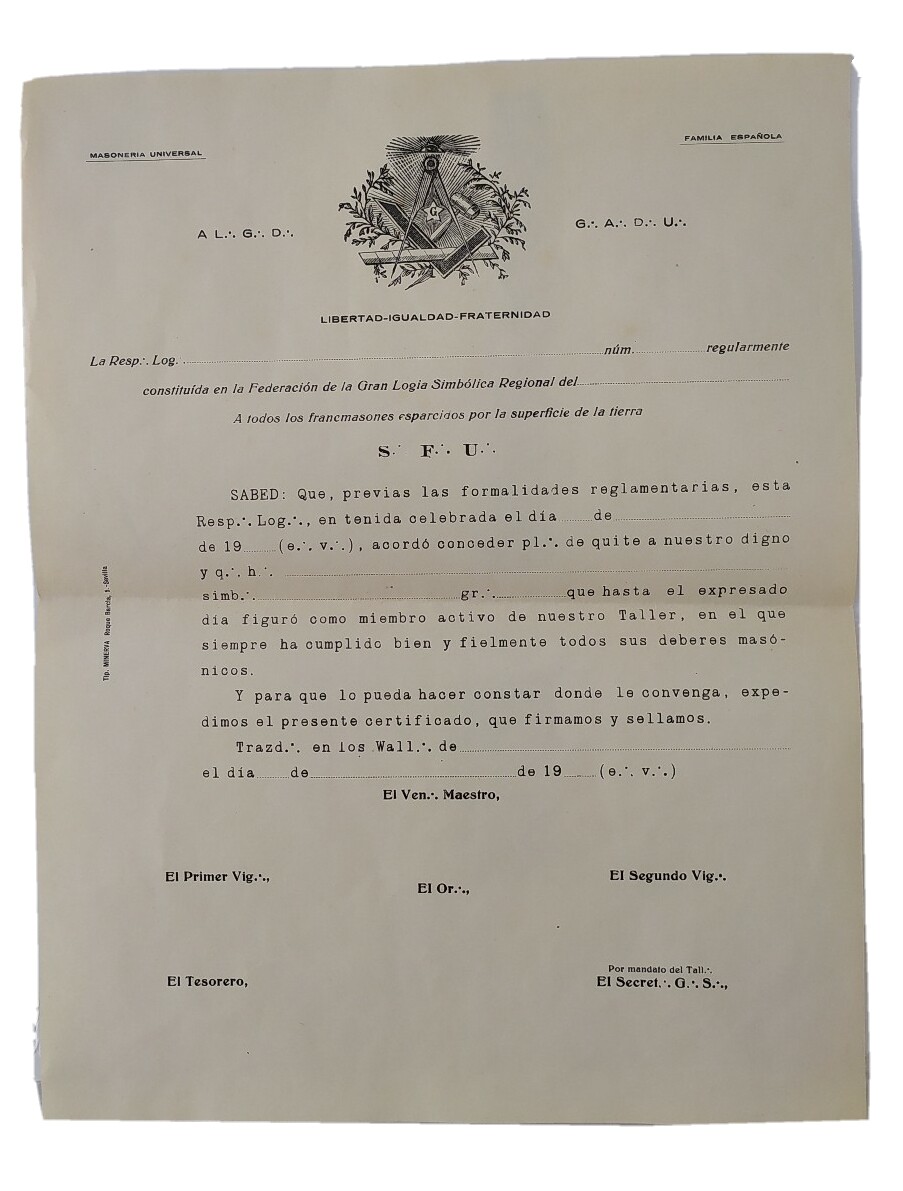 MASONERIA UNIVERSAL
FAMILIA ESPAÑOLA
A L.·. G.·. D.·.
G.·. A.·. D.·. U.·.
G
LIBERTAD-IGUALDAD-FRATERNIDAD
La Resp.·. Log. ............ núm. ............ regularmente
constituída en la Federación de la Gran Logia Simbólica Regional del ............
A todos los francmasones esparcidos por la superficie de la tierra
S.·. F.·. U.·.
SABED: Que, previas las formalidades reglamentarias, esta
Resp.·. Log.·., en tenida celebrada el día ...... de ............
de 19 ...... (e.·. v.·.), acordó conceder pl.·. de quite a nuestro digno
y q.·. h.·. ............
simb.·. ............ gr.·. ............ que hasta el expresado
día figuró como miembro activo de nuestro Taller, en el que
siempre ha cumplido bien y fielmente todos sus deberes masó-
nicos.
Y para que lo pueda hacer constar donde le convenga, expe-
dimos el presente certificado, que firmamos y sellamos.
Trazd.·. en los Wall.·. de ............
el día ...... de ............ de 19 ...... (e.·. v.·.)
El Ven.·. Maestro,
El Primer Vig.·.,
El Segundo Vig.·.
El Or.·.,
Por mandato del Tall.·.
El Tesorero,
El Secret.·. G.·. S.·.,
Tip. MINERVA Roque Barcia, -Sevilla